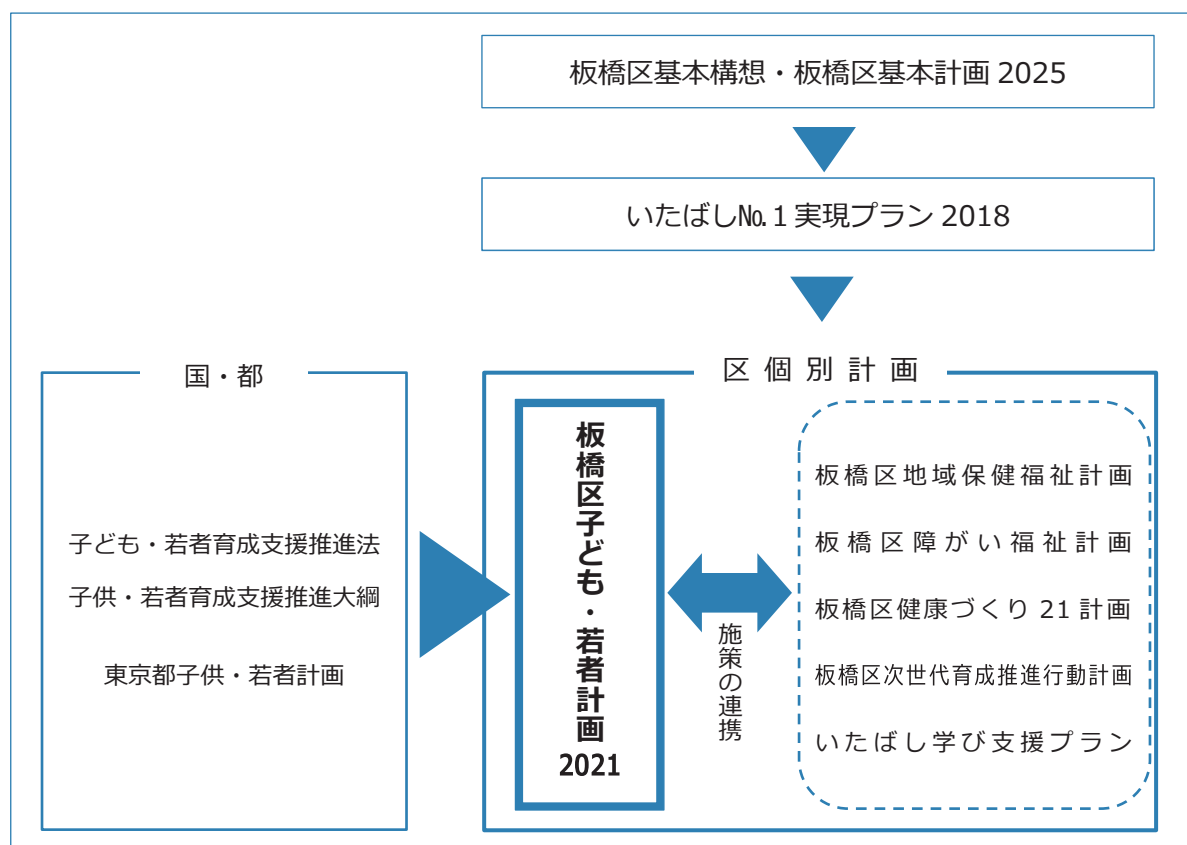 板橋区基本構想・板橋区基本計画 2025
いたばし№1 実現プラン 2018
国・都
子ども・若者育成支援推進法
子供・若者育成支援推進大綱
東京都子供・若者計画
区個別計画
板橋区子ども・若者計画
2021
施策の連携
板橋区地域保健福祉計画
板橋区障がい福祉計画
板橋区健康づくり 21 計画
板橋区次世代育成推進行動計画
いたばし学び支援プラン